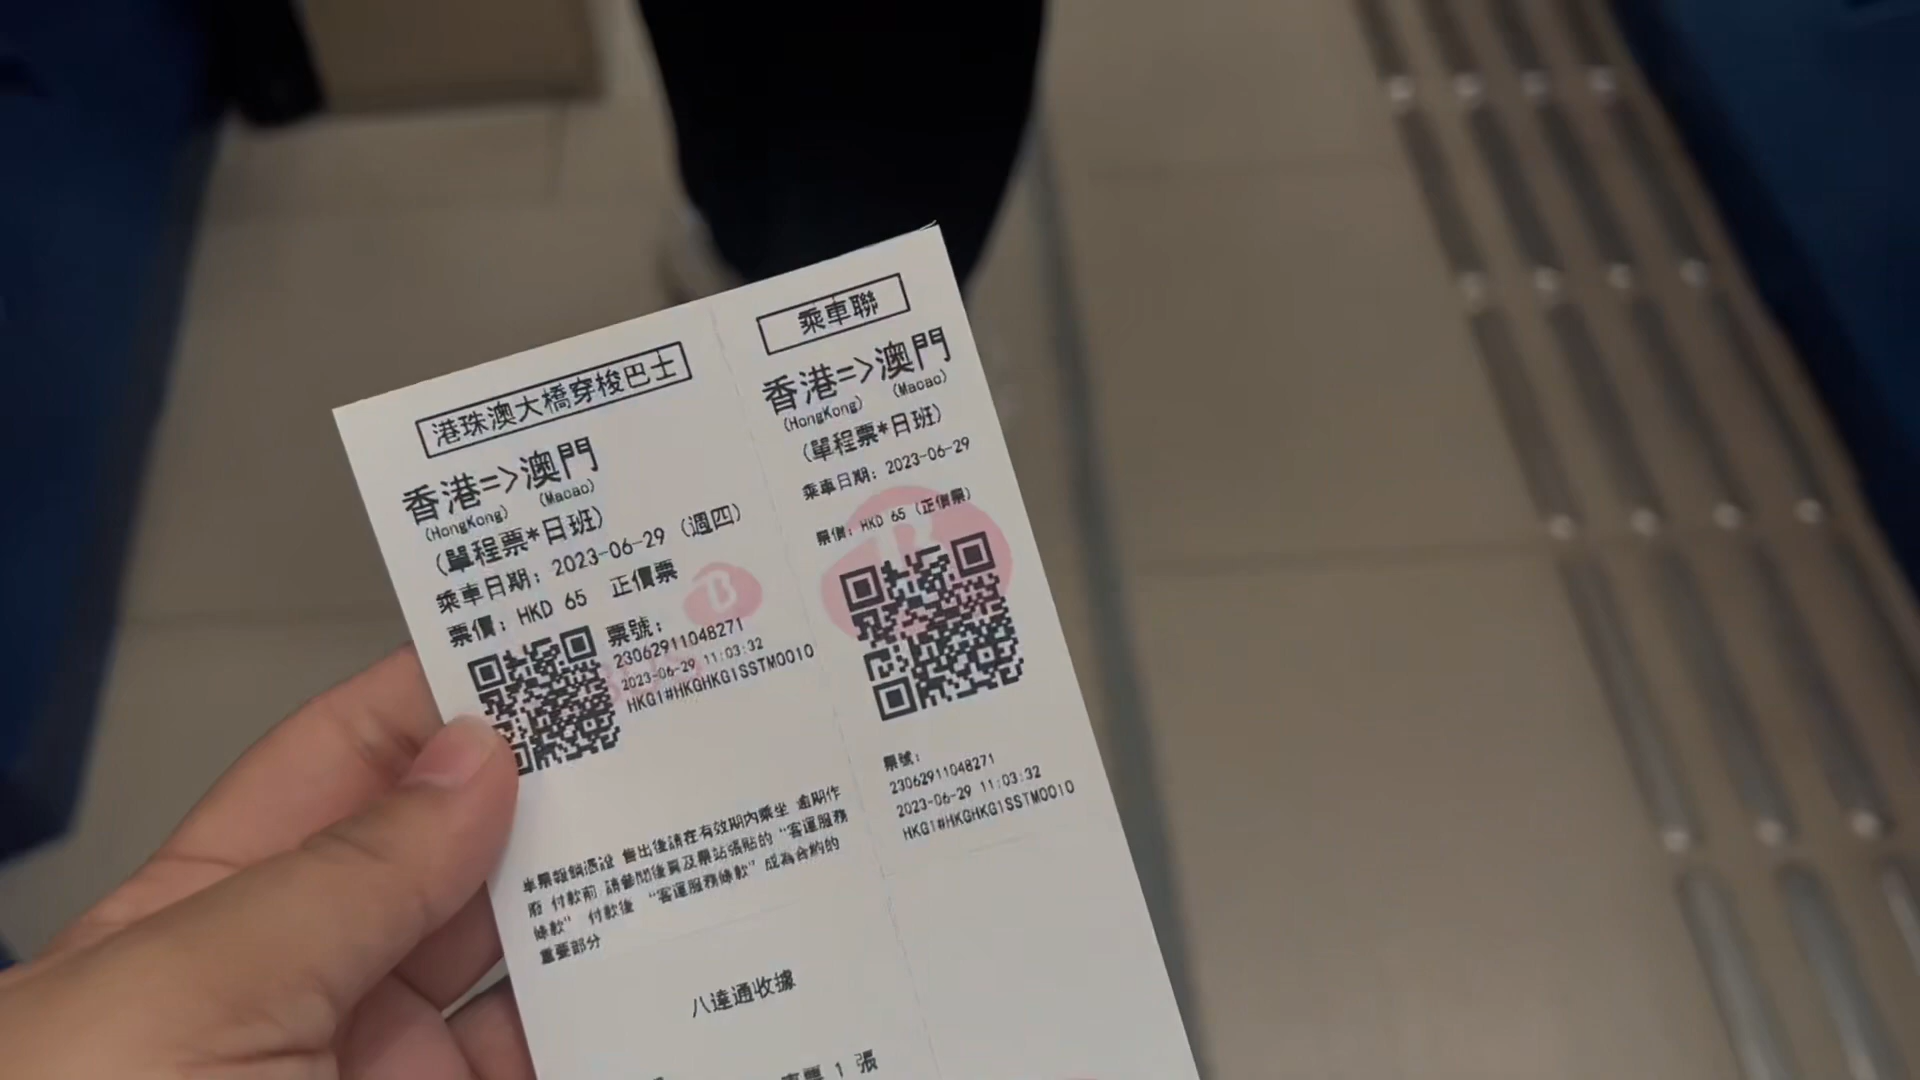 港珠澳大橋穿梭巴士
香港=>澳門
(HongKong) (Macao)
(單程票*日班)
乘車日期: 2023-06-29 (週四)
票價: HKD 65 正價票
票號:
23062911048271
2023-06-29 11:03:32
HKG1#HKGHKG1SSTM0010
車票報銷憑證 售出後請在有效期內乘坐 逾期作
廢 付款前 請參閱後頁及票站張貼的 “客運服務
條款” 付款後 “客運服務條款” 成為合約的
重要部分
八達通收據
車票 1 張
乘車聯
香港=>澳門
(HongKong) (Macao)
(單程票*日班)
乘車日期: 2023-06-29
票價: HKD 65 (正價票)
票號:
23062911048271
2023-06-29 11:03:32
HKG1#HKGHKG1SSTM0010